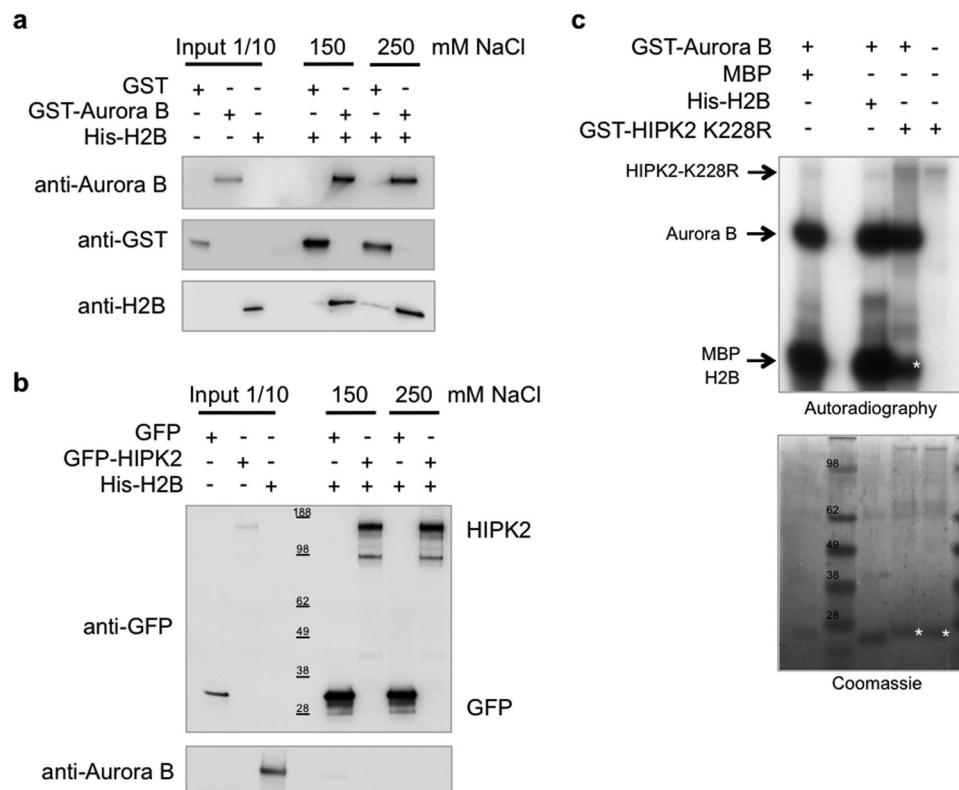 a
Input 1/10 150 250 mM NaCl
GST + - - + - + -
GST-Aurora B - + - - + - +
His-H2B - - + + + + +
anti-Aurora B
anti-GST
anti-H2B
b
Input 1/10 150 250 mM NaCl
GFP + - - + - + -
GFP-HIPK2 - + - - + - +
His-H2B - - + + + + +
188
HIPK2
98
62
anti-GFP
49
38
28
GFP
anti-Aurora B
c
GST-Aurora B + + + -
MBP + - - -
His-H2B - + - -
GST-HIPK2 K228R - - + +
HIPK2-K228R
Aurora B
MBP
H2B
*
Autoradiography
98
62
49
38
28
* *
Coomassie